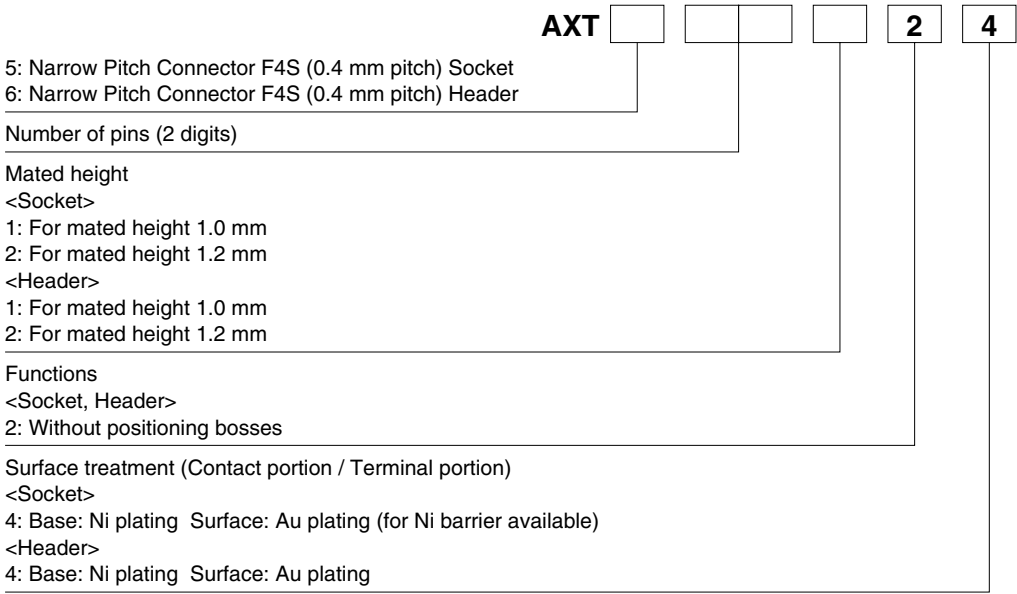 AXT 2 4
5: Narrow Pitch Connector F4S (0.4 mm pitch) Socket
6: Narrow Pitch Connector F4S (0.4 mm pitch) Header
Number of pins (2 digits)
Mated height
<Socket>
1: For mated height 1.0 mm
2: For mated height 1.2 mm
<Header>
1: For mated height 1.0 mm
2: For mated height 1.2 mm
Functions
<Socket, Header>
2: Without positioning bosses
Surface treatment (Contact portion / Terminal portion)
<Socket>
4: Base: Ni plating Surface: Au plating (for Ni barrier available)
<Header>
4: Base: Ni plating Surface: Au plating